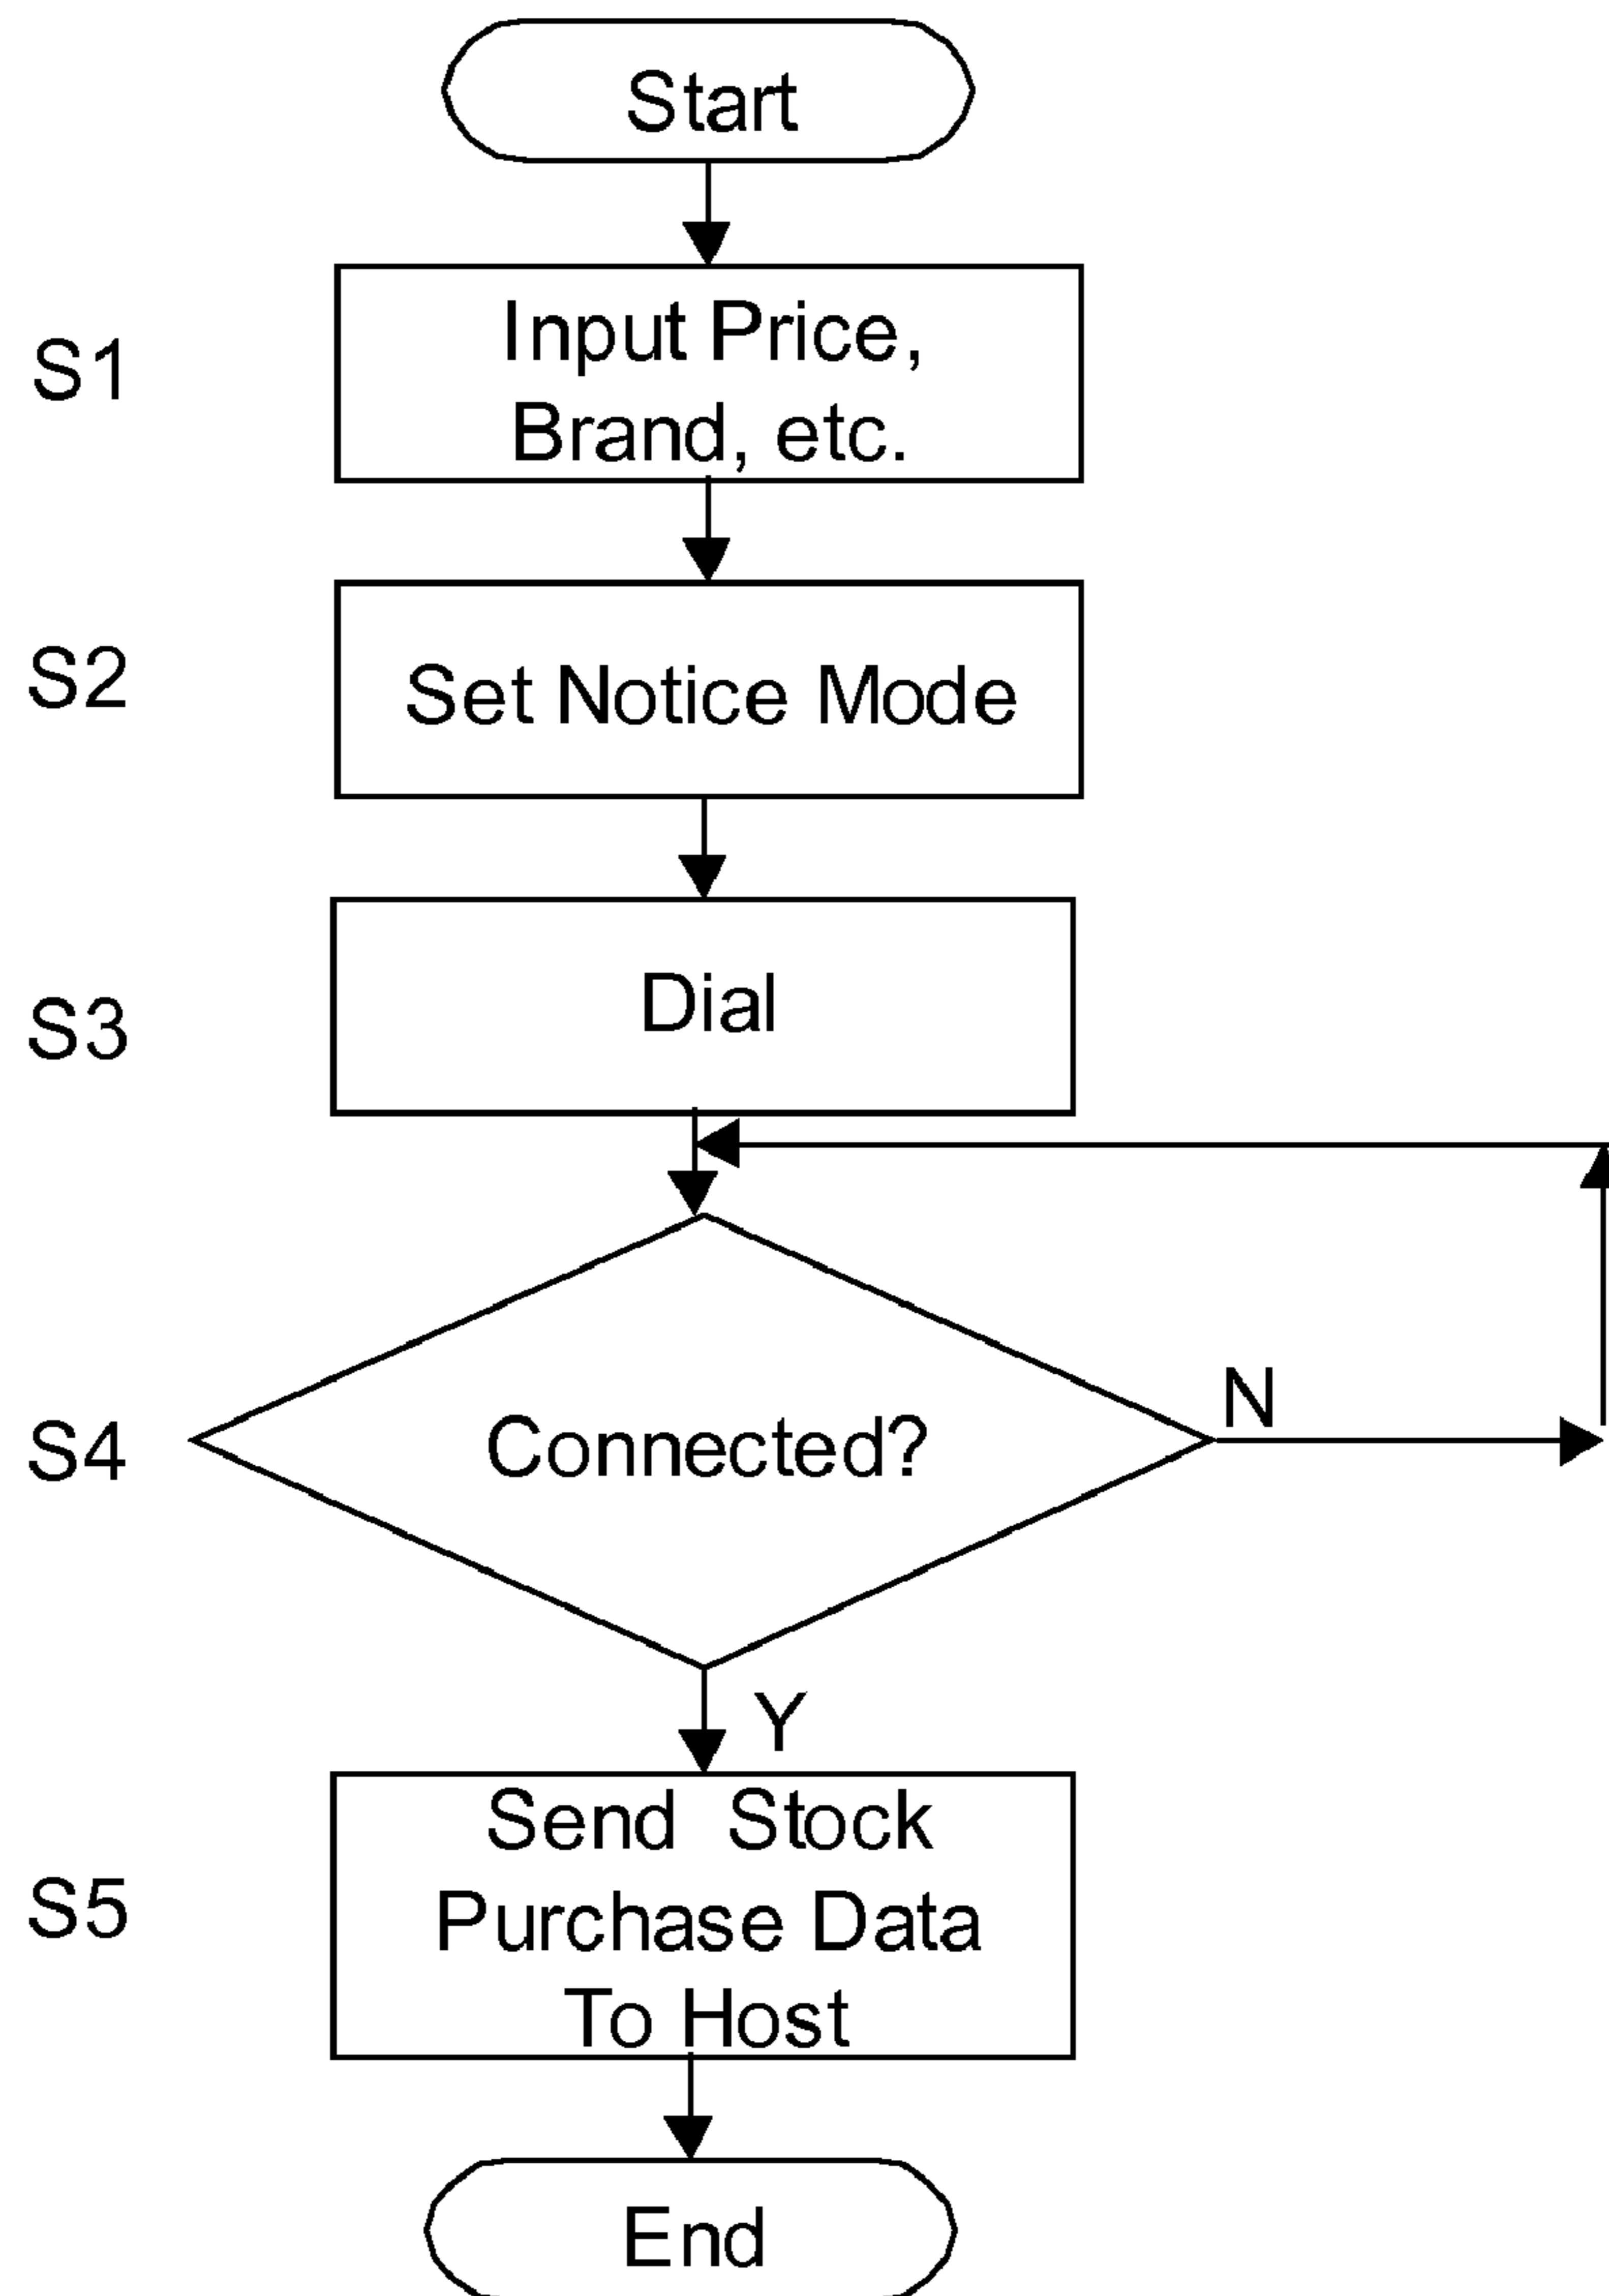 Start
S1
Input Price,
Brand, etc.
S2
Set Notice Mode
S3
Dial
S4
Connected?
N
Y
S5
Send Stock
Purchase Data
To Host
End